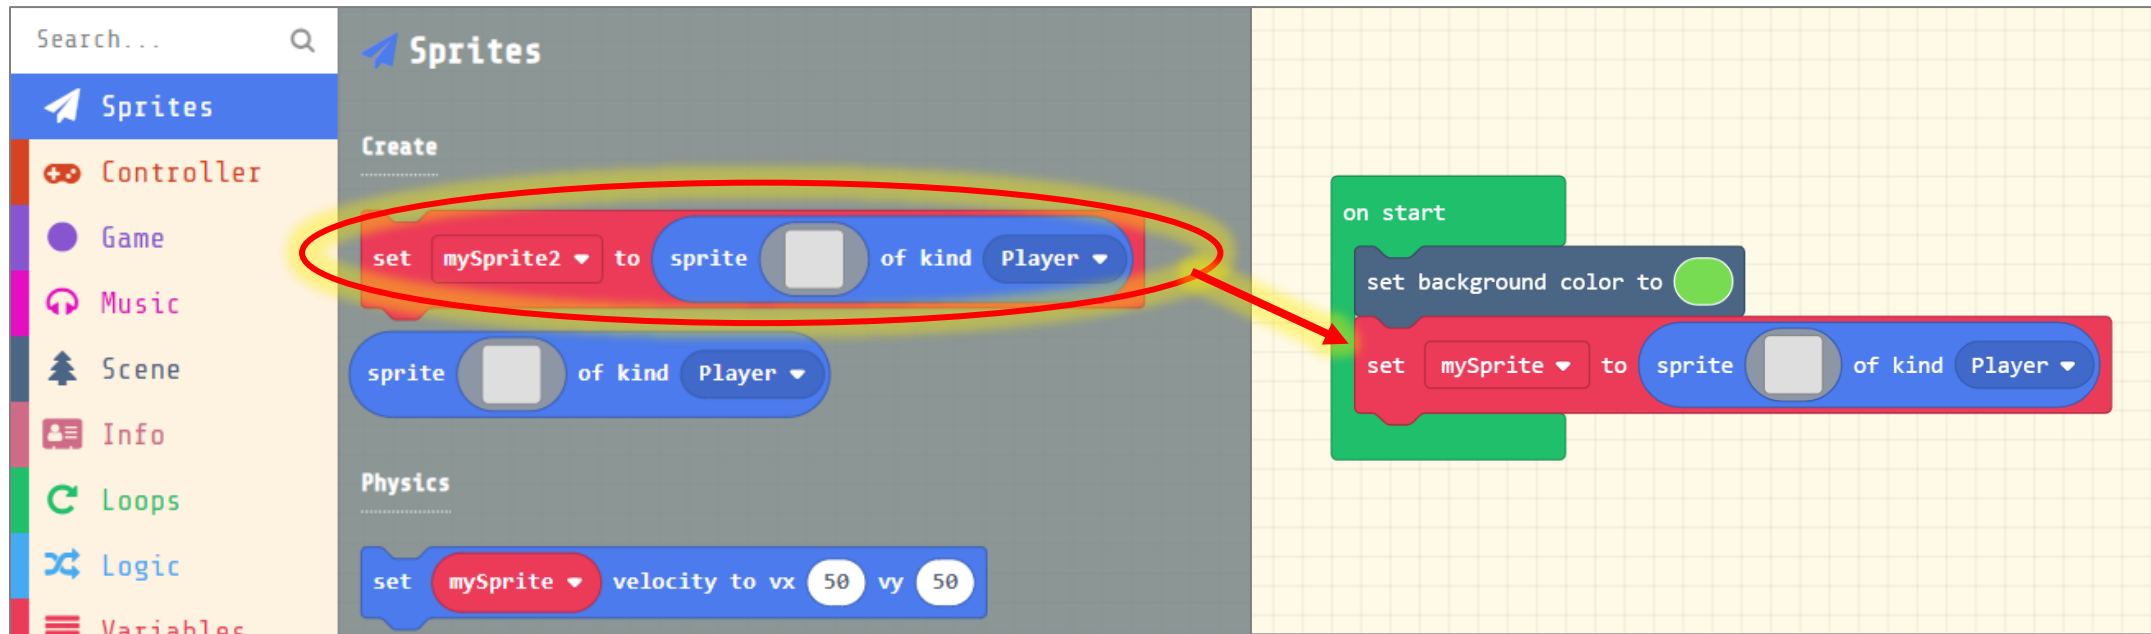 Search...
Sprites
Controller
Game
Music
Scene
Info
Loops
Logic
Variables
Sprites
Create
set mySprite2 to sprite of kind Player
sprite of kind Player
Physics
set mySprite velocity to vx 50 vy 50
on start
set background color to
set mySprite to sprite of kind Player